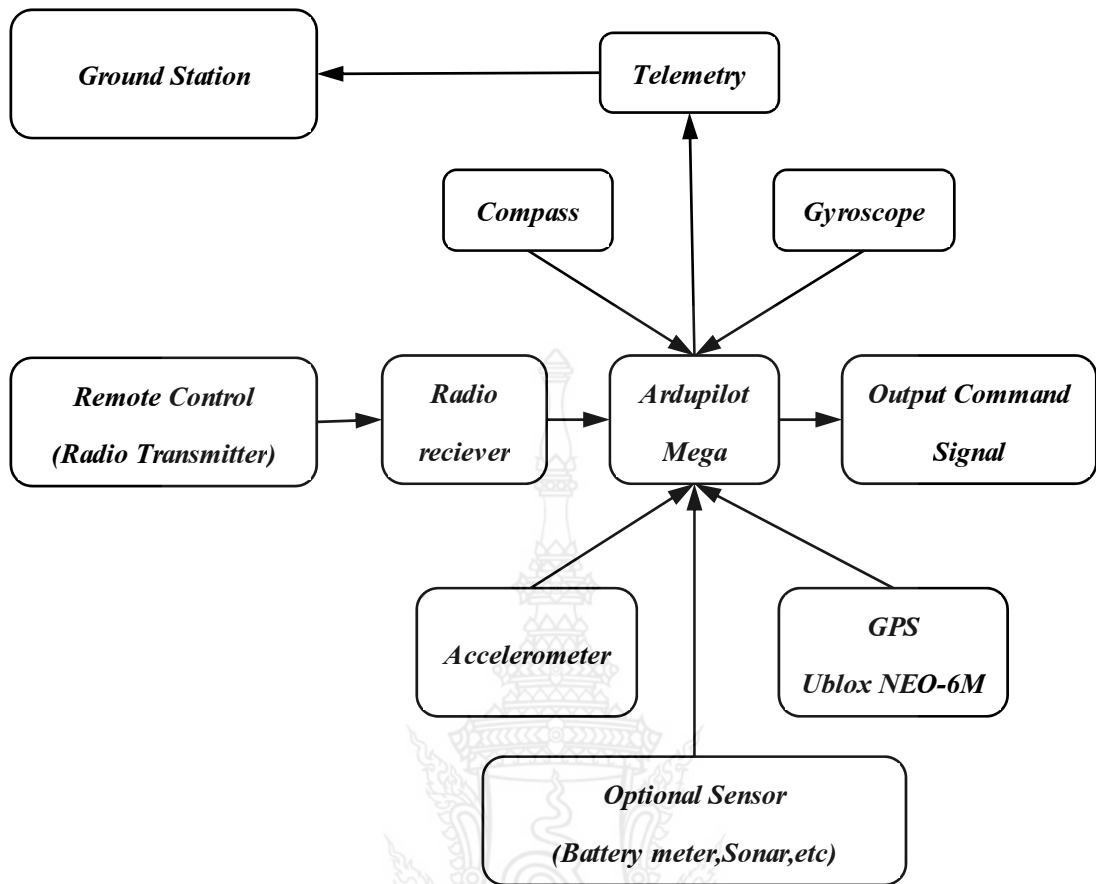 Ground Station
Telemetry
Compass
Gyroscope
Remote Control
(Radio Transmitter)
Radio
reciever
Ardupilot
Mega
Output Command
Signal
Accelerometer
GPS
Ublox NEO-6M
Optional Sensor
(Battery meter,Sonar,etc)